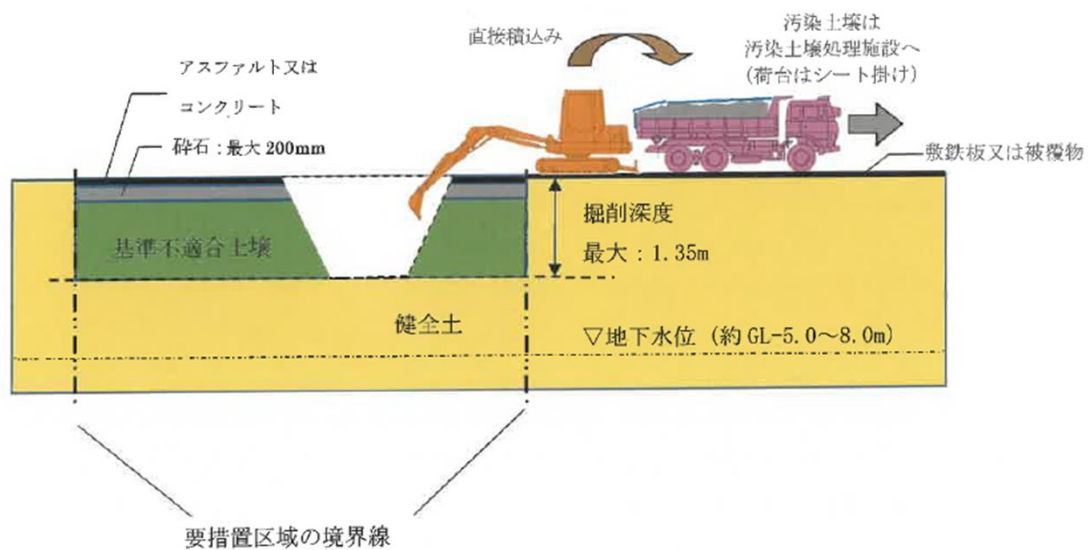 直接積込み
汚染土壌は
汚染土壌処理施設へ
(荷台はシート掛け)
アスファルト又は
コンクリート
砕石:最大200mm
敷鉄板又は被覆物
掘削深度
最大:1.35m
基準不適合土壌
健全土
▽地下水位(約GL-5.0～8.0m)
要措置区域の境界線